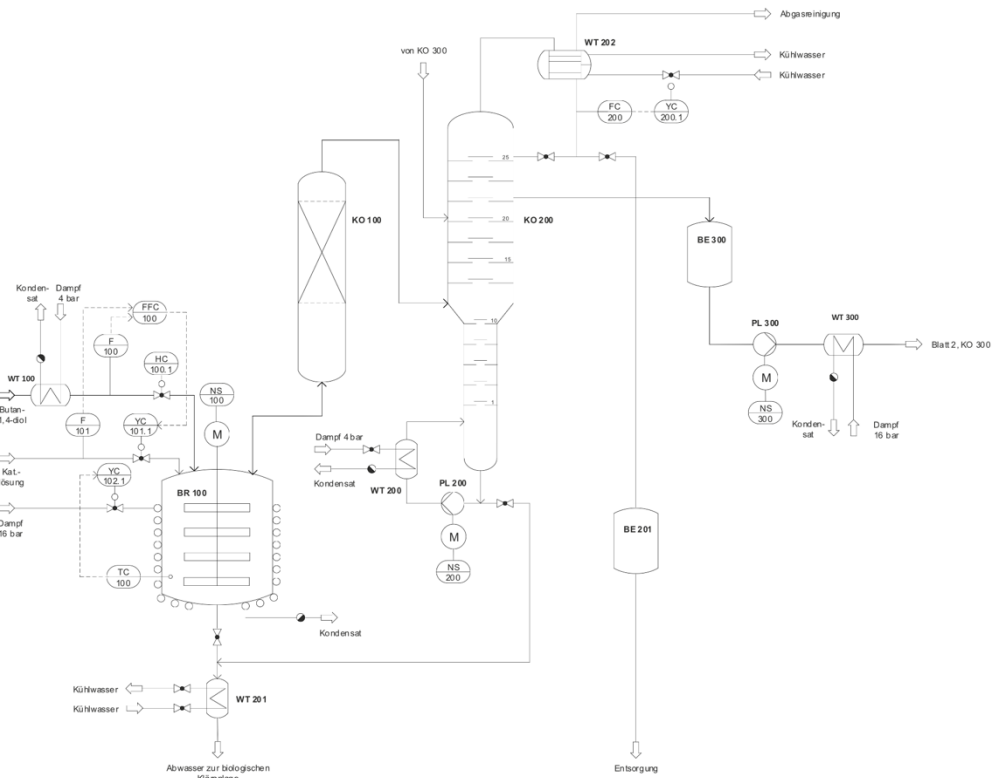 Abgasreinigung
WT 202
von KO 300
Kühlwasser
Kühlwasser
FC
200
YC
200.1
25
KO 100
20
KO 200
BE 300
15
Konden-
sat
Dampf
4 bar
FFC
100
10
PL 300
WT 300
F
100
Blatt 2, KO 300
HC
100.1
WT 100
M
NS
100
1
NS
300
Butan-
1, 4-diol
F
101
YC
101.1
M
Konden-
sat
Dampf
16 bar
Dampf 4 bar
Kat.-
lösung
YC
102.1
Kondensat
WT 200
PL 200
BR 100
Dampf
16 bar
BE 201
M
TC
100
NS
200
Kondensat
Kühlwasser
WT 201
Kühlwasser
Abwasser zur biologischen
Entsorgung